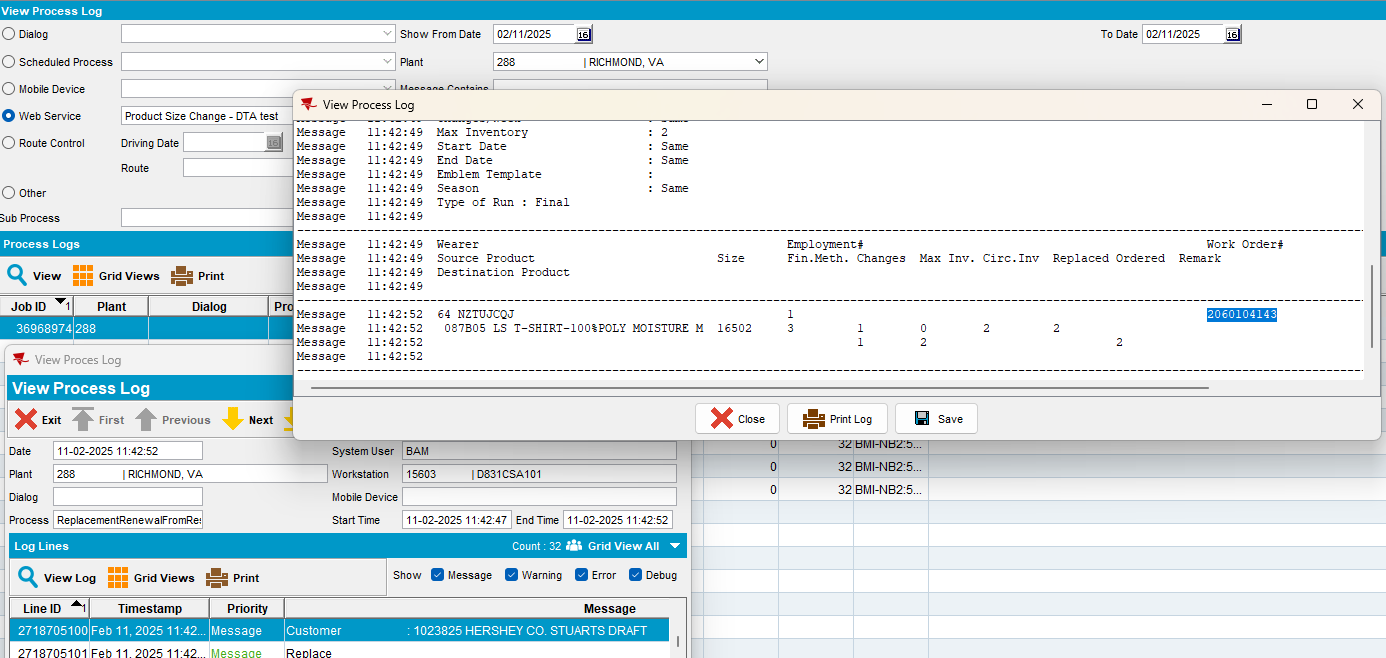 View Process Log
Dialog
Show From Date 02/11/2025 16 To Date 02/11/2025 16
Scheduled Process
Plant 288 | RICHMOND, VA
Mobile Device
Message Contains
Web Service Product Size Change - DTA test
Route Control Driving Date 16
Route
Other
Sub Process
Process Logs
View Grid Views Print
Job ID 1 Plant Dialog Pro
36968974 288
View Process Log
Message 11:42:49 Max Inventory : 2
Message 11:42:49 Start Date : Same
Message 11:42:49 End Date : Same
Message 11:42:49 Emblem Template :
Message 11:42:49 Season : Same
Message 11:42:49 Type of Run : Final
Message 11:42:49
Message 11:42:49 Wearer Employment# Work Order#
Message 11:42:49 Source Product Size Fin.Meth. Changes Max Inv. Circ.Inv Replaced Ordered Remark
Message 11:42:49 Destination Product
Message 11:42:49
Message 11:42:52 64 NZTUJCQJ 1 2060104143
Message 11:42:52 087B05 LS T-SHIRT-100%POLY MOISTURE M 16502 3 1 0 2 2
Message 11:42:52 1 2 2
Message 11:42:52
Close Print Log Save
View Proces Log
View Process Log
Exit First Previous Next
Date 11-02-2025 11:42:52 System User BAM
Plant 288 | RICHMOND, VA Workstation 15603 | D831CSA101
Dialog Mobile Device
Process ReplacementRenewalFromRes Start Time 11-02-2025 11:42:47 End Time 11-02-2025 11:42:52
Log Lines Count : 32 Grid View All
View Log Grid Views Print Show Message Warning Error Debug
Line ID 1 Timestamp Priority Message
2718705100 Feb 11, 2025 11:42... Message Customer : 1023825 HERSHEY CO. STUARTS DRAFT
2718705101 Feb 11, 2025 11:42... Message Replace
0 32 BMI-NB2:5...
0 32 BMI-NB2:5...
0 32 BMI-NB2:5...